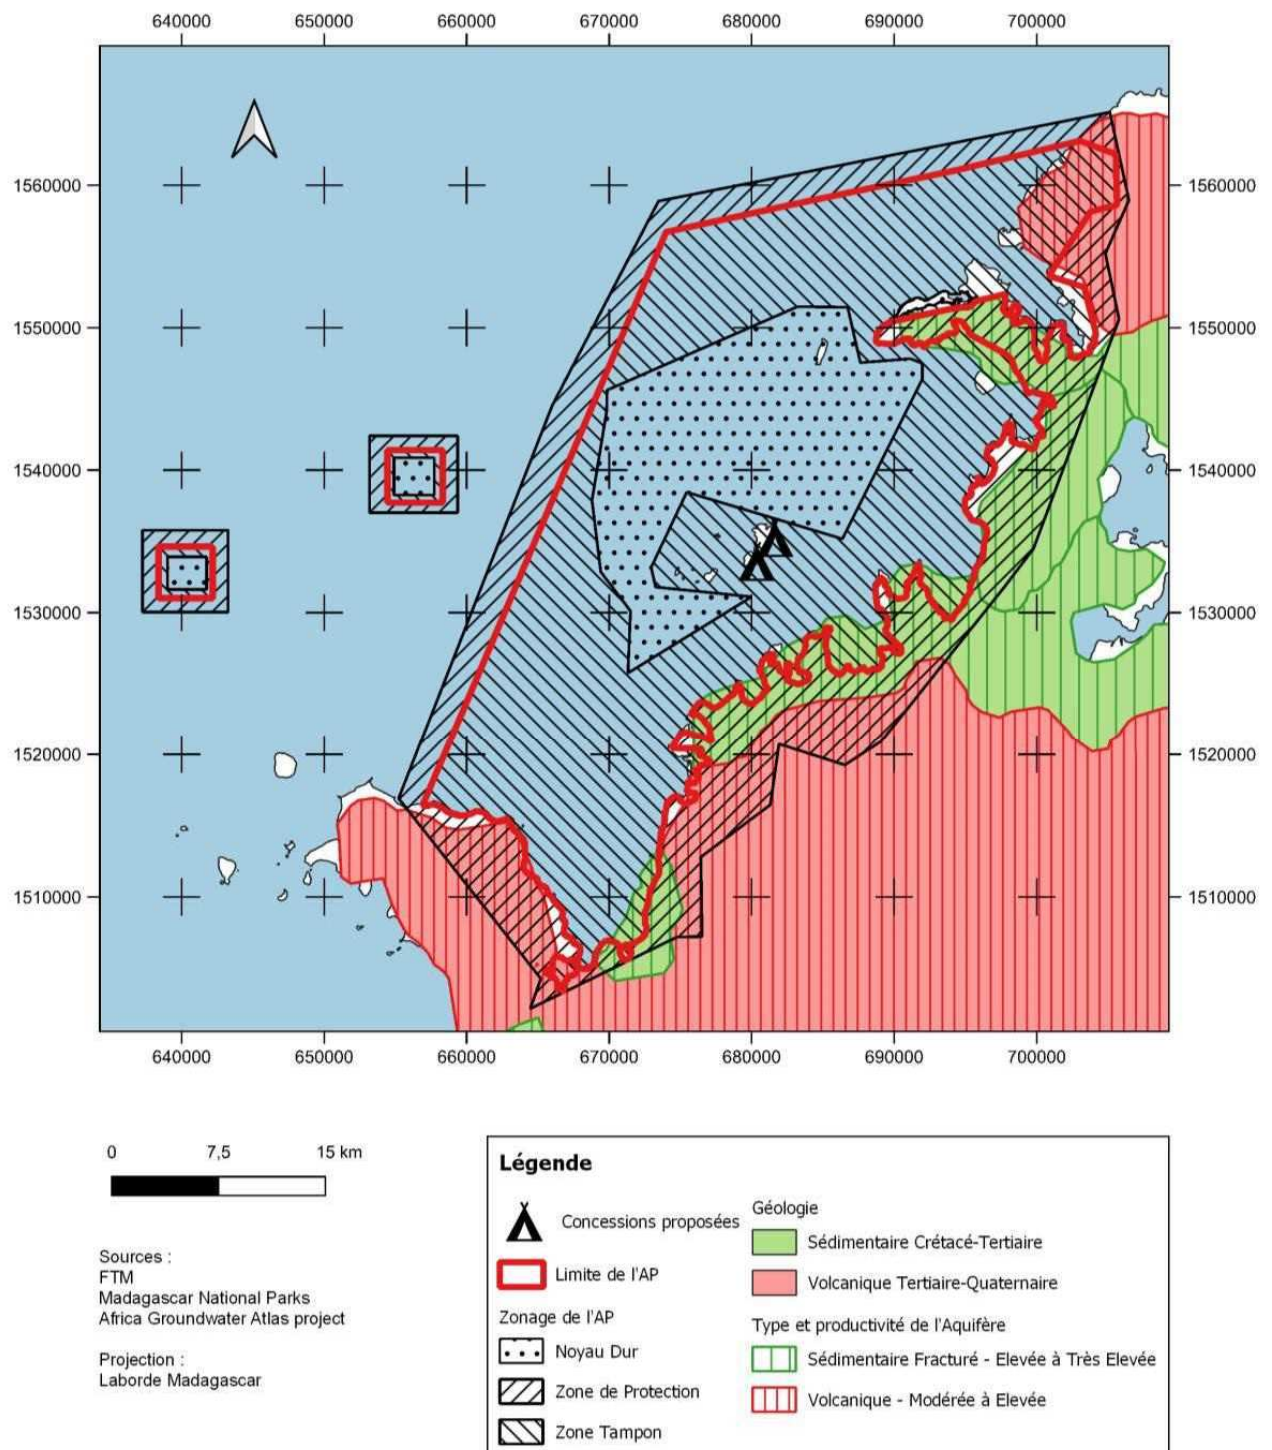 640000 650000 660000 670000 680000 690000 700000
1560000 1560000
1550000 1550000
1540000 1540000
1530000 1530000
1520000 1520000
1510000 1510000
640000 650000 660000 670000 680000 690000 700000
0 7,5 15 km
Sources :
FTM
Madagascar National Parks
Africa Groundwater Atlas project
Projection :
Laborde Madagascar
Légende
Concessions proposées
Limite de l'AP
Zonage de l'AP
Noyau Dur
Zone de Protection
Zone Tampon
Géologie
Sédimentaire Crétacé-Tertiaire
Volcanique Tertiaire-Quaternaire
Type et productivité de l'Aquifère
Sédimentaire Fracturé - Elevée à Très Elevée
Volcanique - Modérée à Elevée